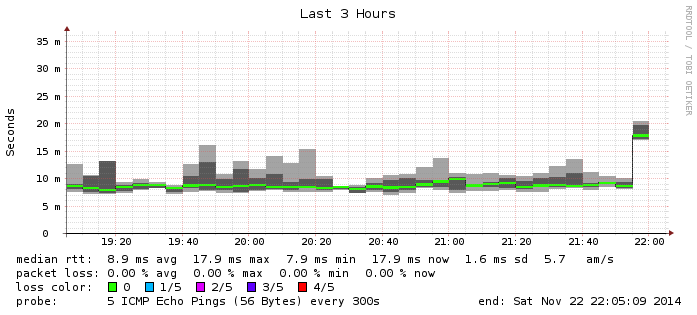 Last 3 Hours
RRDTOOL / TOBI OETIKER
Seconds
35 m
30 m
25 m
20 m
15 m
10 m
5 m
0
19:20 19:40 20:00 20:20 20:40 21:00 21:20 21:40 22:00
median rtt: 8.9 ms avg 17.9 ms max 7.9 ms min 17.9 ms now 1.6 ms sd 5.7 am/s
packet loss: 0.00 % avg 0.00 % max 0.00 % min 0.00 % now
loss color: 0 1/5 2/5 3/5 4/5
probe: 5 ICMP Echo Pings (56 Bytes) every 300s end: Sat Nov 22 22:05:09 2014